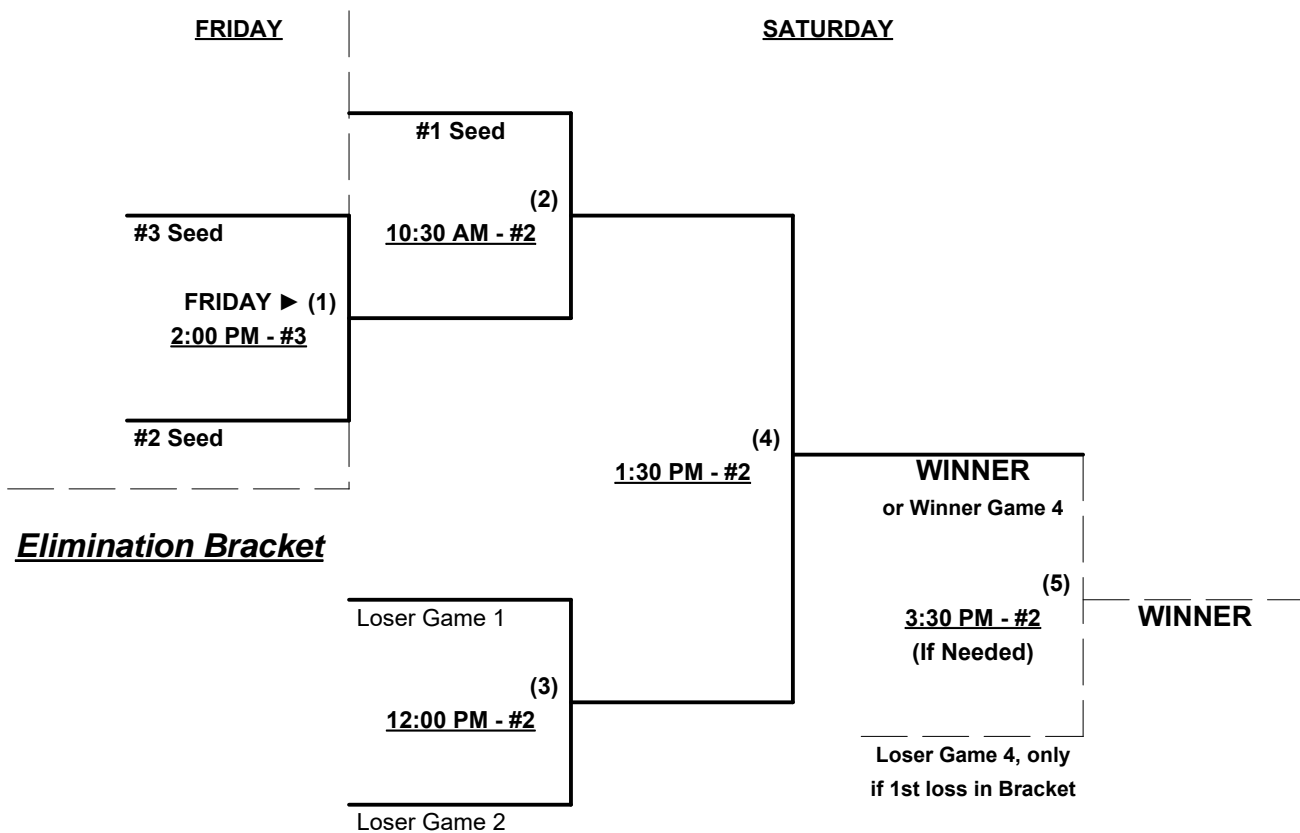 FRIDAY
SATURDAY
#1 Seed
(2)
10:30 AM - #2
#3 Seed
FRIDAY ► (1)
2:00 PM - #3
#2 Seed
(4)
1:30 PM - #2
WINNER
or Winner Game 4
Elimination Bracket
Loser Game 1
(5)
3:30 PM - #2
(If Needed)
WINNER
(3)
12:00 PM - #2
Loser Game 4, only
if 1st loss in Bracket
Loser Game 2